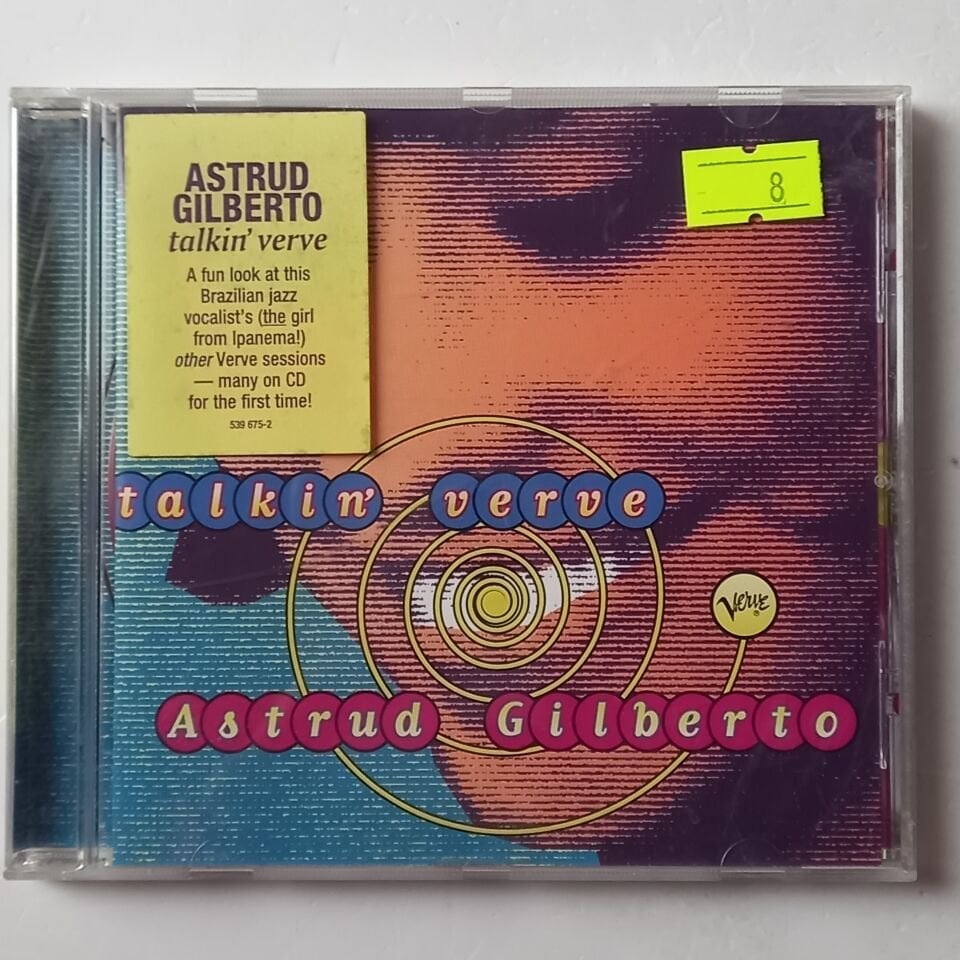 ASTRUD
GILBERTO
talkin' verve
A fun look at this
Brazilian jazz
vocalist's (the girl
from Ipanema!)
other Verve sessions
— many on CD
for the first time!
539 675-2
8
talkin' verve
Verve®
Astrud Gilberto